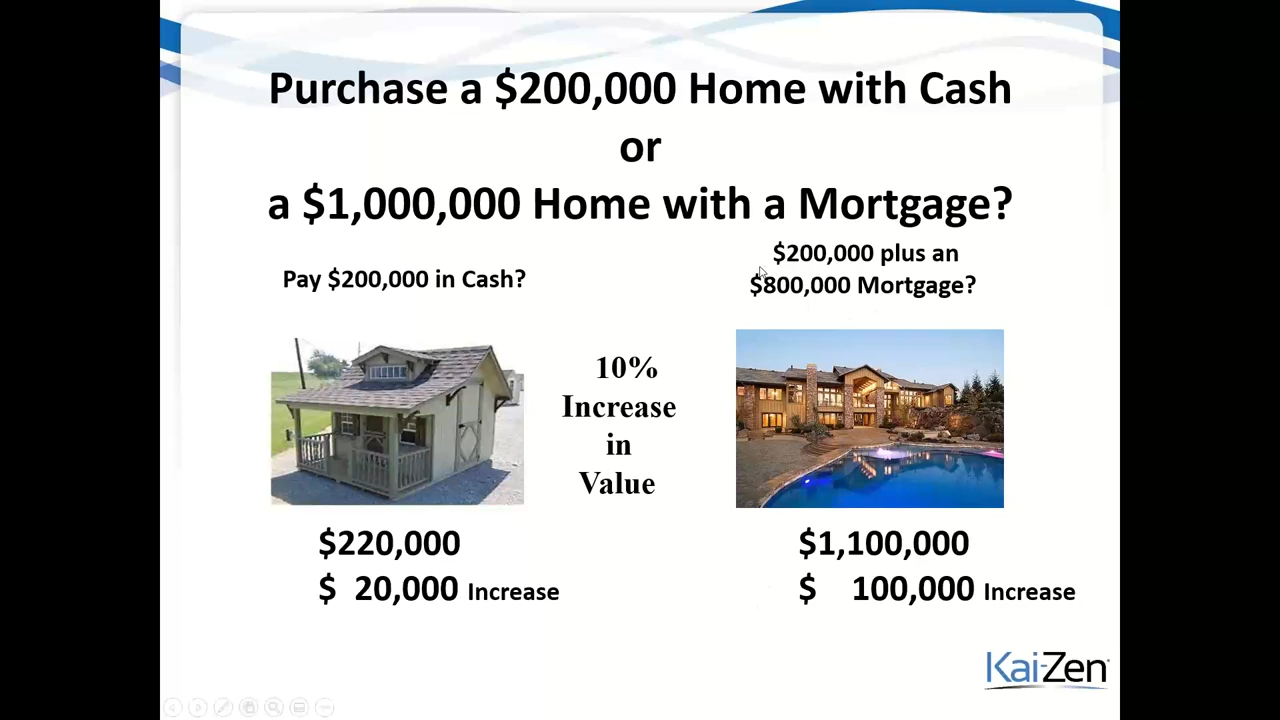 Purchase a $200,000 Home with Cash
or
a $1,000,000 Home with a Mortgage?
Pay $200,000 in Cash?
$200,000 plus an
$800,000 Mortgage?
10%
Increase
in
Value
$220,000
$ 20,000 Increase
$1,100,000
$ 100,000 Increase
Kai-Zen